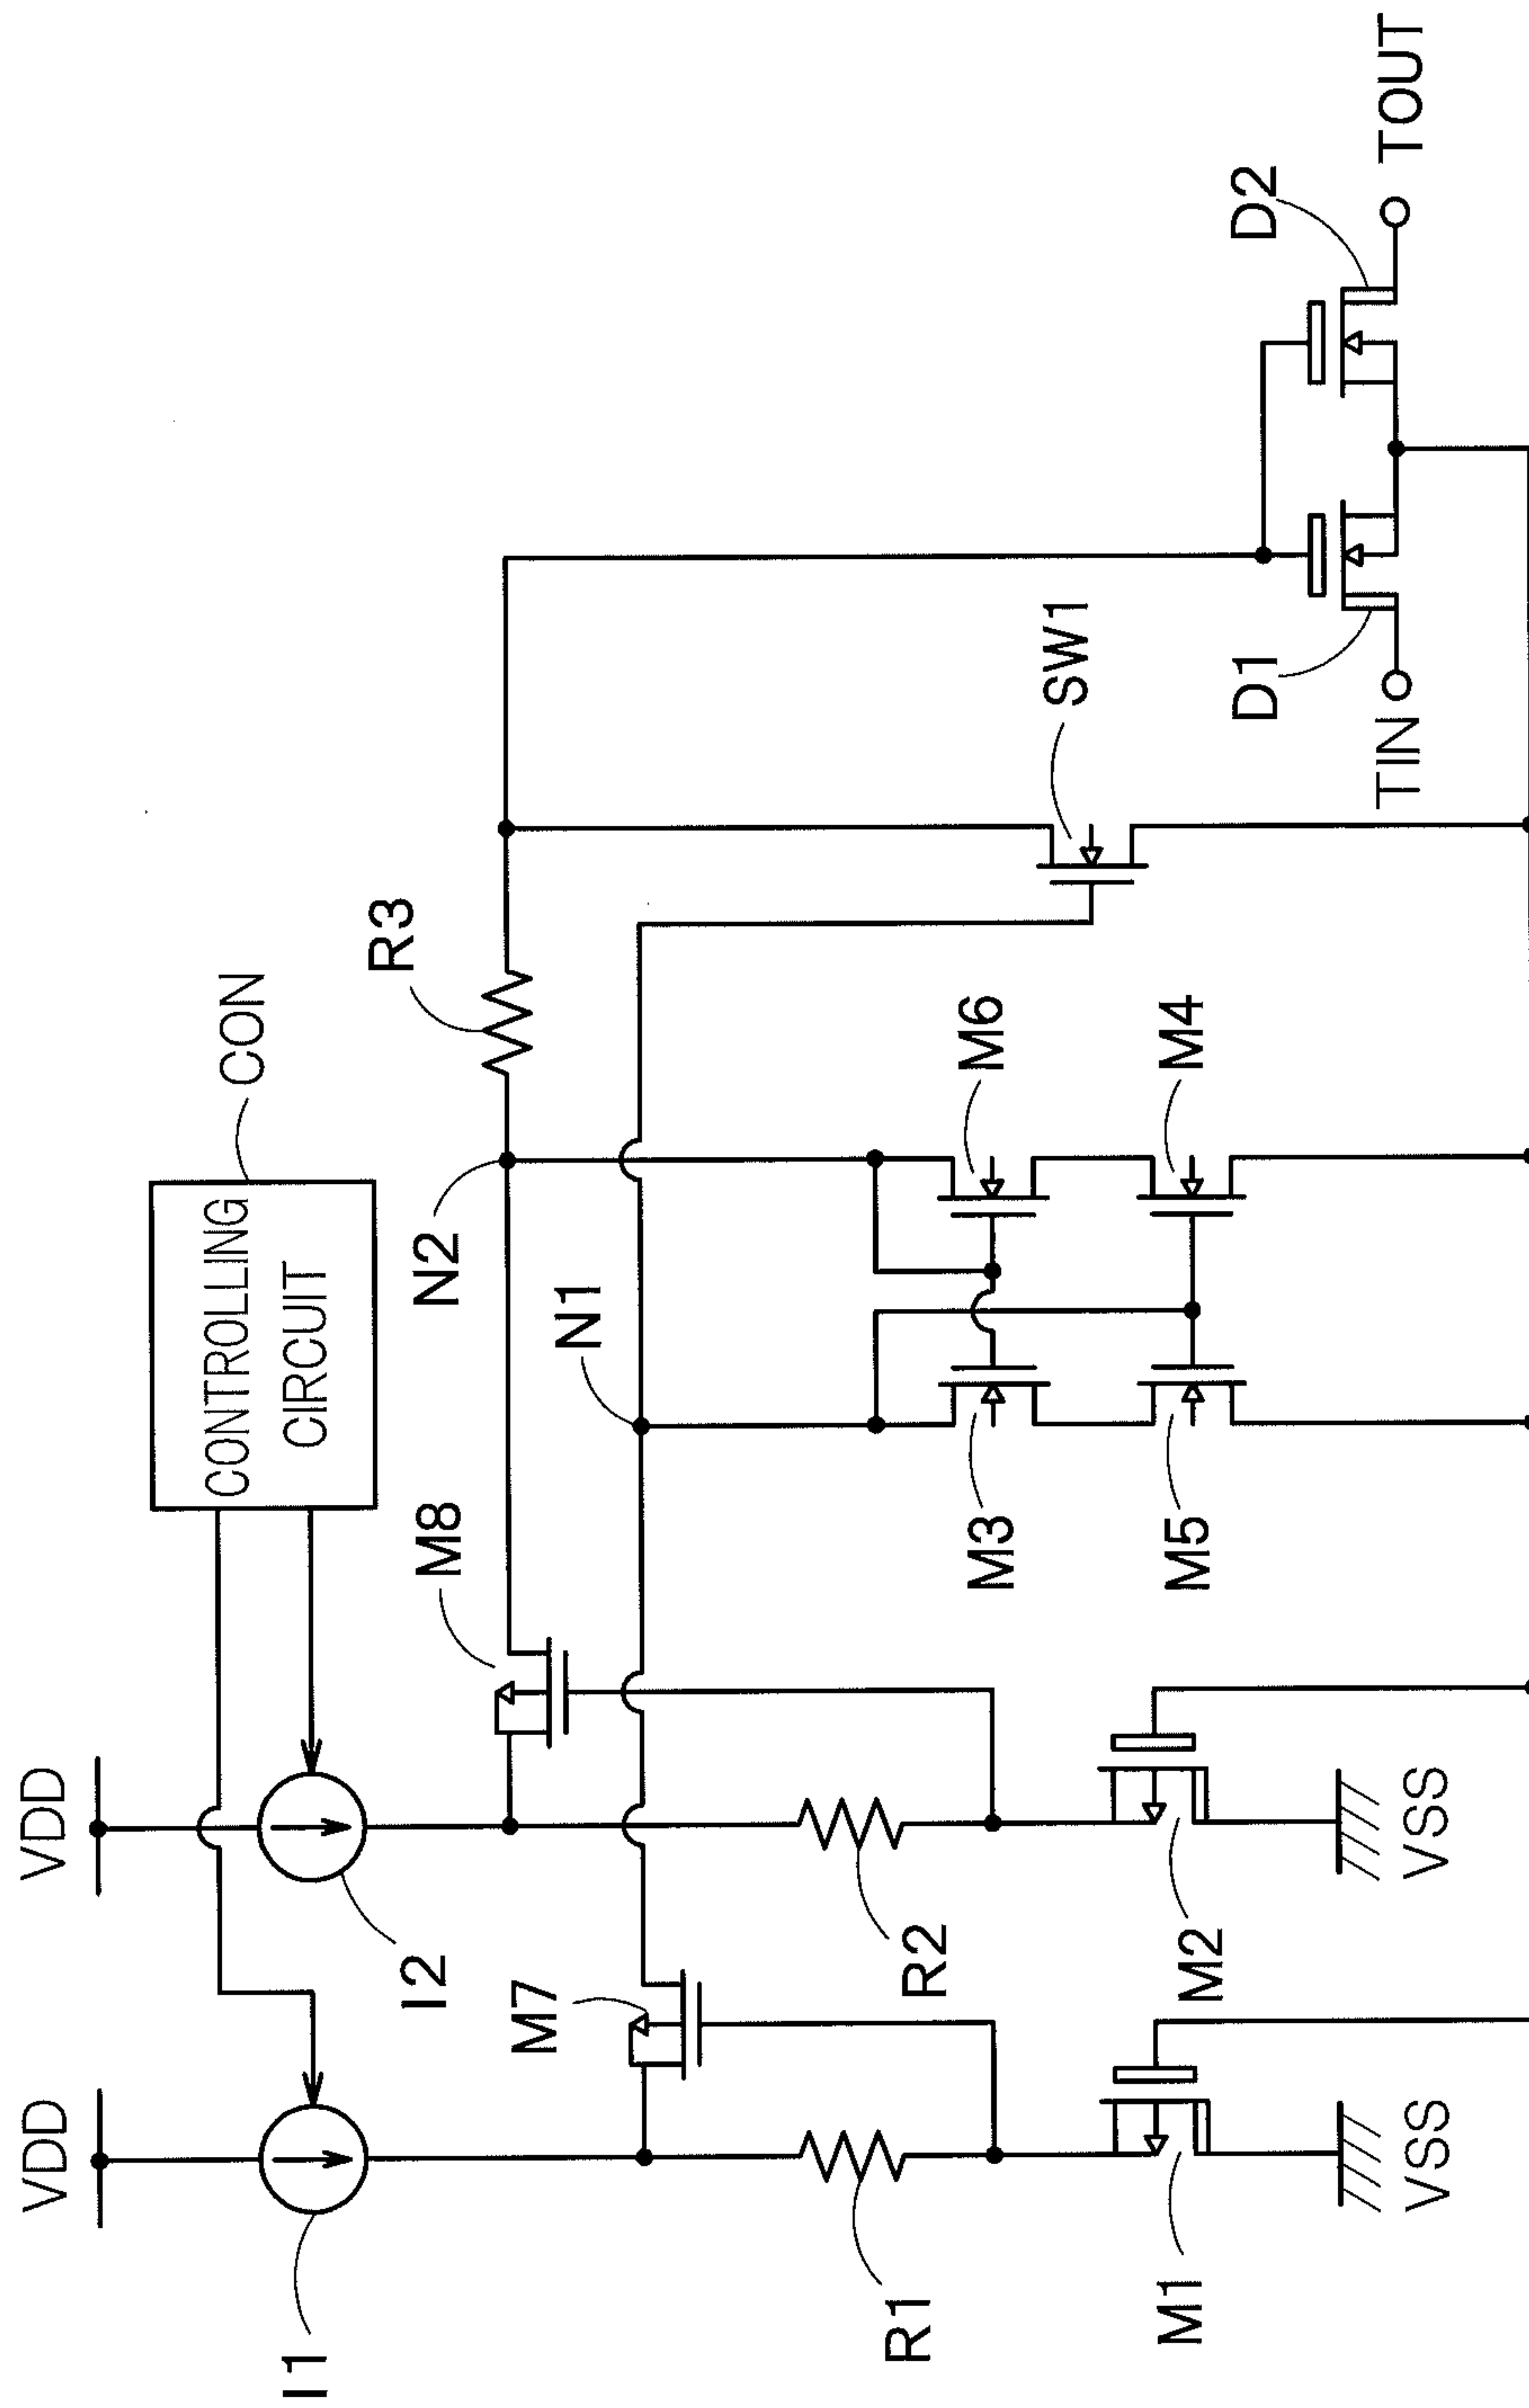 VDD
VDD
CONTROLLING
CIRCUIT
CON
I1
I2
M8
N2
R3
M7
N1
R1
R2
M3
M6
SW1
D1
D2
M1
M2
M5
M4
TIN
TOUT
VSS
VSS